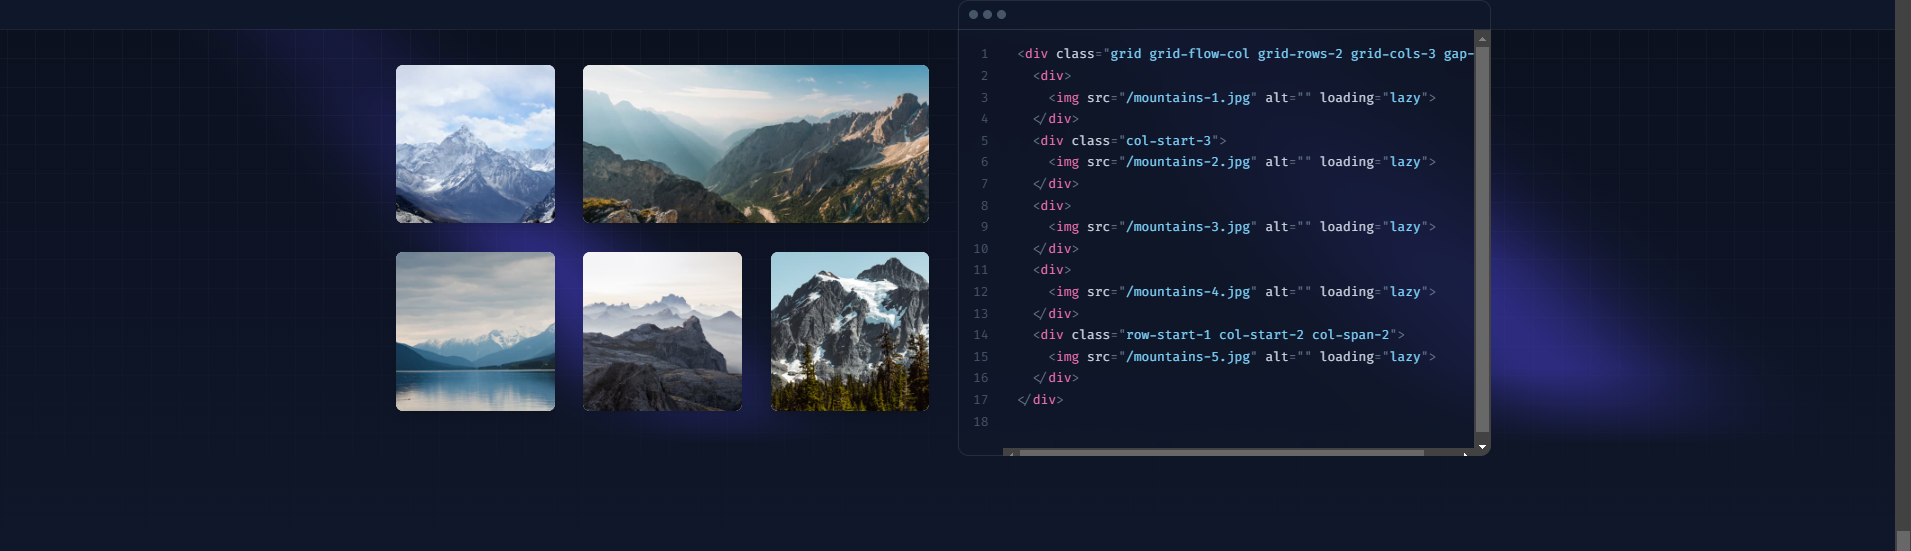 1 <div class="grid grid-flow-col grid-rows-2 grid-cols-3 gap-
2 <div>
3 <img src="/mountains-1.jpg" alt="" loading="lazy">
4 </div>
5 <div class="col-start-3">
6 <img src="/mountains-2.jpg" alt="" loading="lazy">
7 </div>
8 <div>
9 <img src="/mountains-3.jpg" alt="" loading="lazy">
10 </div>
11 <div>
12 <img src="/mountains-4.jpg" alt="" loading="lazy">
13 </div>
14 <div class="row-start-1 col-start-2 col-span-2">
15 <img src="/mountains-5.jpg" alt="" loading="lazy">
16 </div>
17 </div>
18